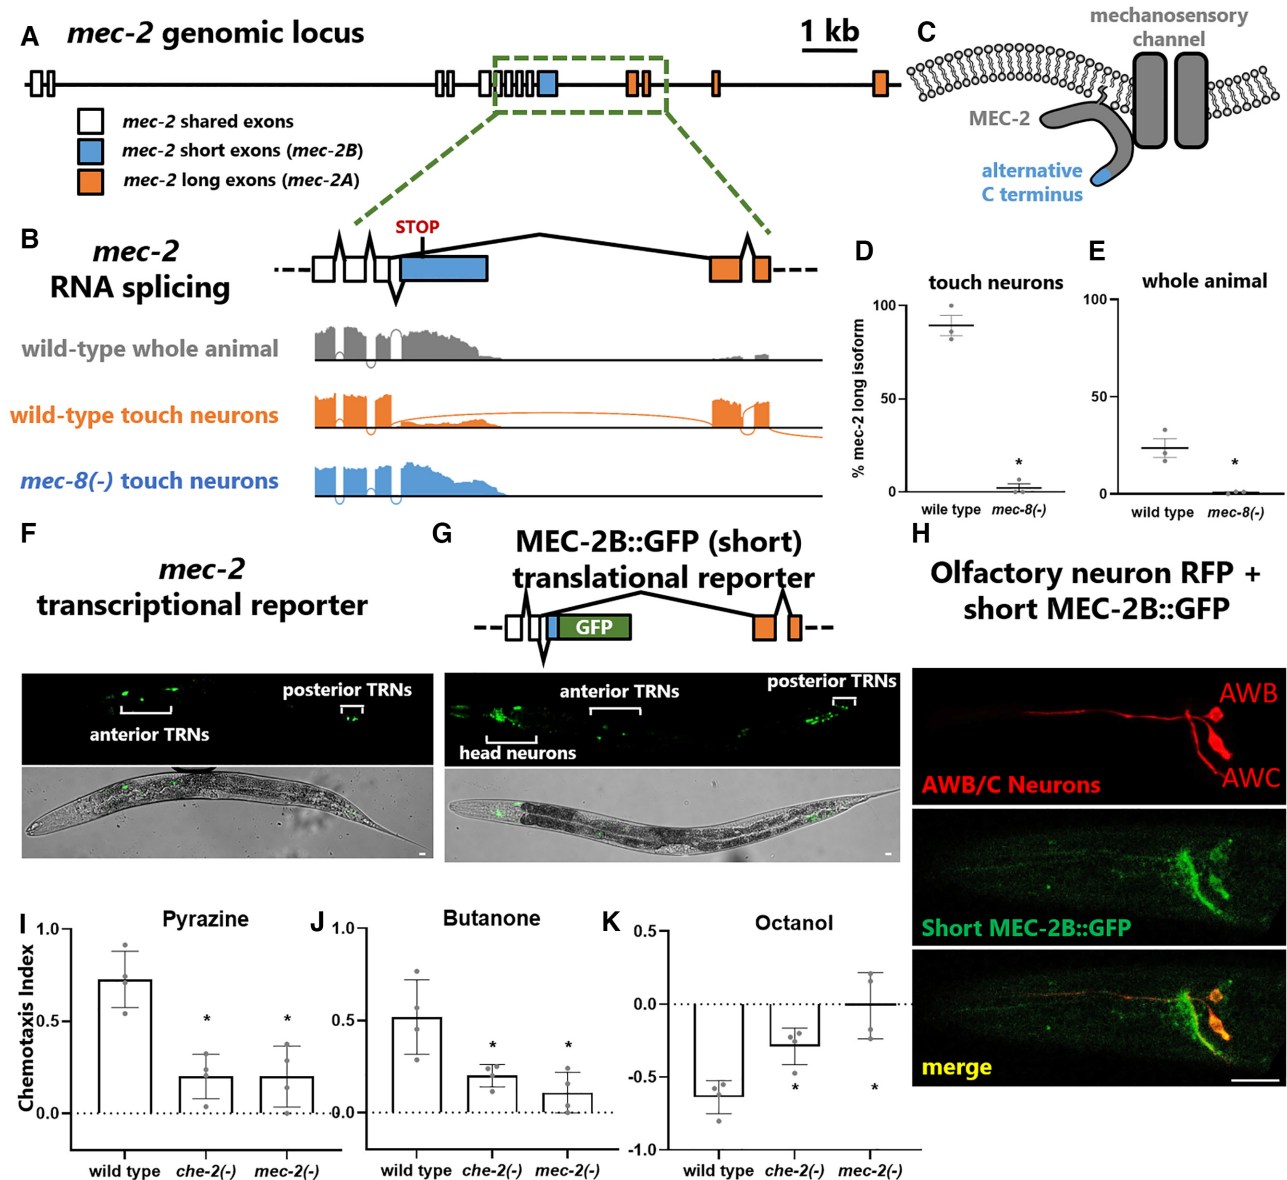 A
mec-2 genomic locus
1 kb
mec-2 shared exons
mec-2 short exons (mec-2B)
mec-2 long exons (mec-2A)
C
mechanosensory
channel
MEC-2
alternative
C terminus
B
mec-2
RNA splicing
STOP
wild-type whole animal
wild-type touch neurons
mec-8(-) touch neurons
D
touch neurons
% mec-2 long isoform
100
50
0
*
wile type
mec-8(-)
E
whole animal
100
50
0
*
wild type
mec-8(-)
F
mec-2
transcriptional reporter
anterior TRNs
posterior TRNs
G
MEC-2B::GFP (short)
translational reporter
GFP
head neurons
anterior TRNs
posterior TRNs
H
Olfactory neuron RFP +
short MEC-2B::GFP
AWB
AWC
AWB/C Neurons
Short MEC-2B::GFP
merge
I
Pyrazine
Chemotaxis Index
1.0
0.5
0.0
*
*
wild type
che-2(-)
mec-2(-)
J
Butanone
1.0
0.5
0.0
*
*
wild type
che-2(-)
mec-2(-)
K
Octanol
0.5
0.0
-0.5
-1.0
*
*
wild type
che-2(-)
mec-2(-)